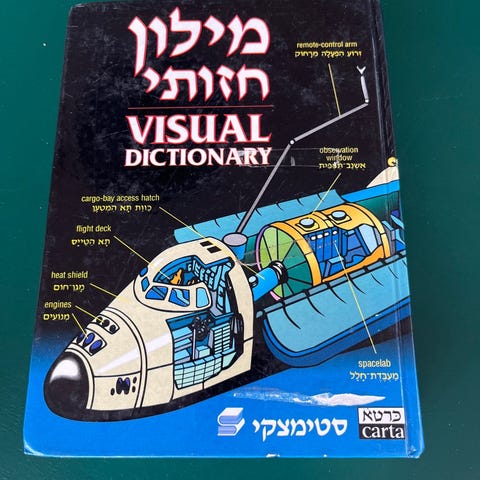 מילון
חזותי
VISUAL
DICTIONARY
remote-control arm
זרוע הפעלה מרחוק
observation
window
אשנב תצפית
cargo-bay access hatch
כוות תא המטען
flight deck
תא הטייס
heat shield
מגן־חום
engines
מנועים
spacelab
מעבדת־חלל
סטימצקי
כרטא
carta